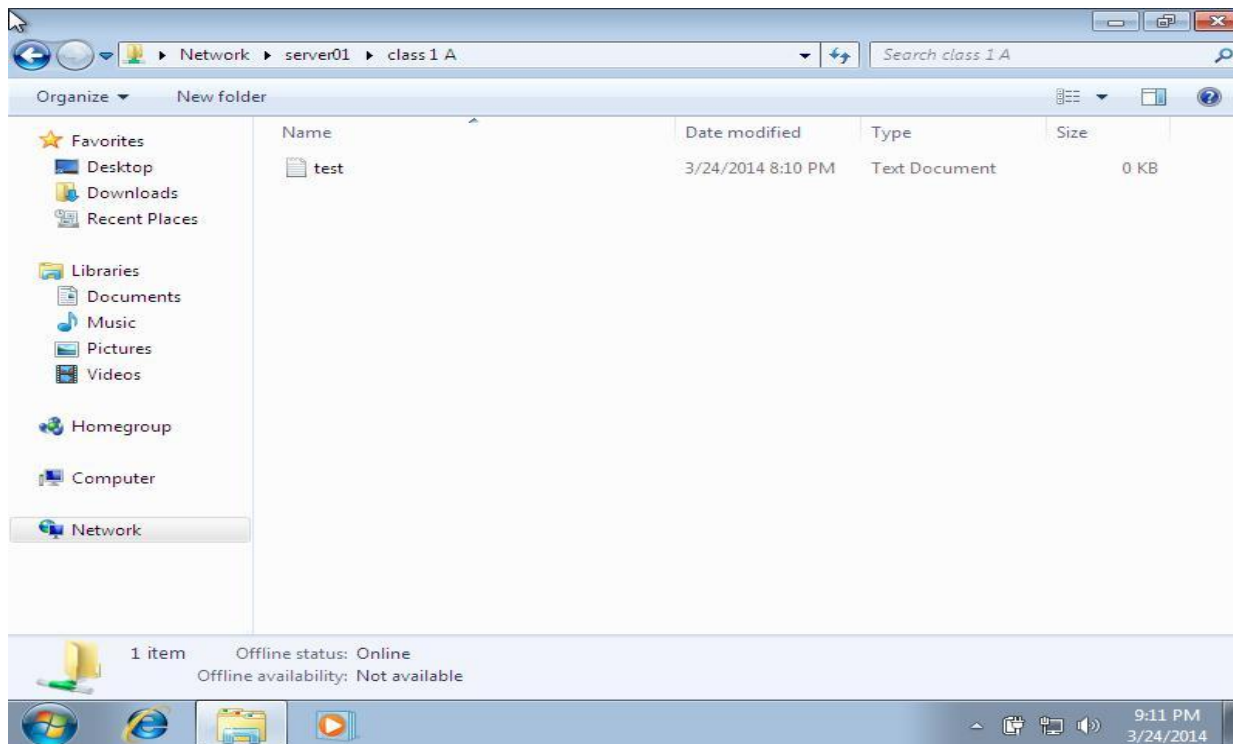 Network ▸ server01 ▸ class 1 A
Search class 1 A
Organize New folder
Favorites
Desktop
Downloads
Recent Places
Libraries
Documents
Music
Pictures
Videos
Homegroup
Computer
Network
Name Date modified Type Size
test 3/24/2014 8:10 PM Text Document 0 KB
1 item Offline status: Online
Offline availability: Not available
9:11 PM
3/24/2014